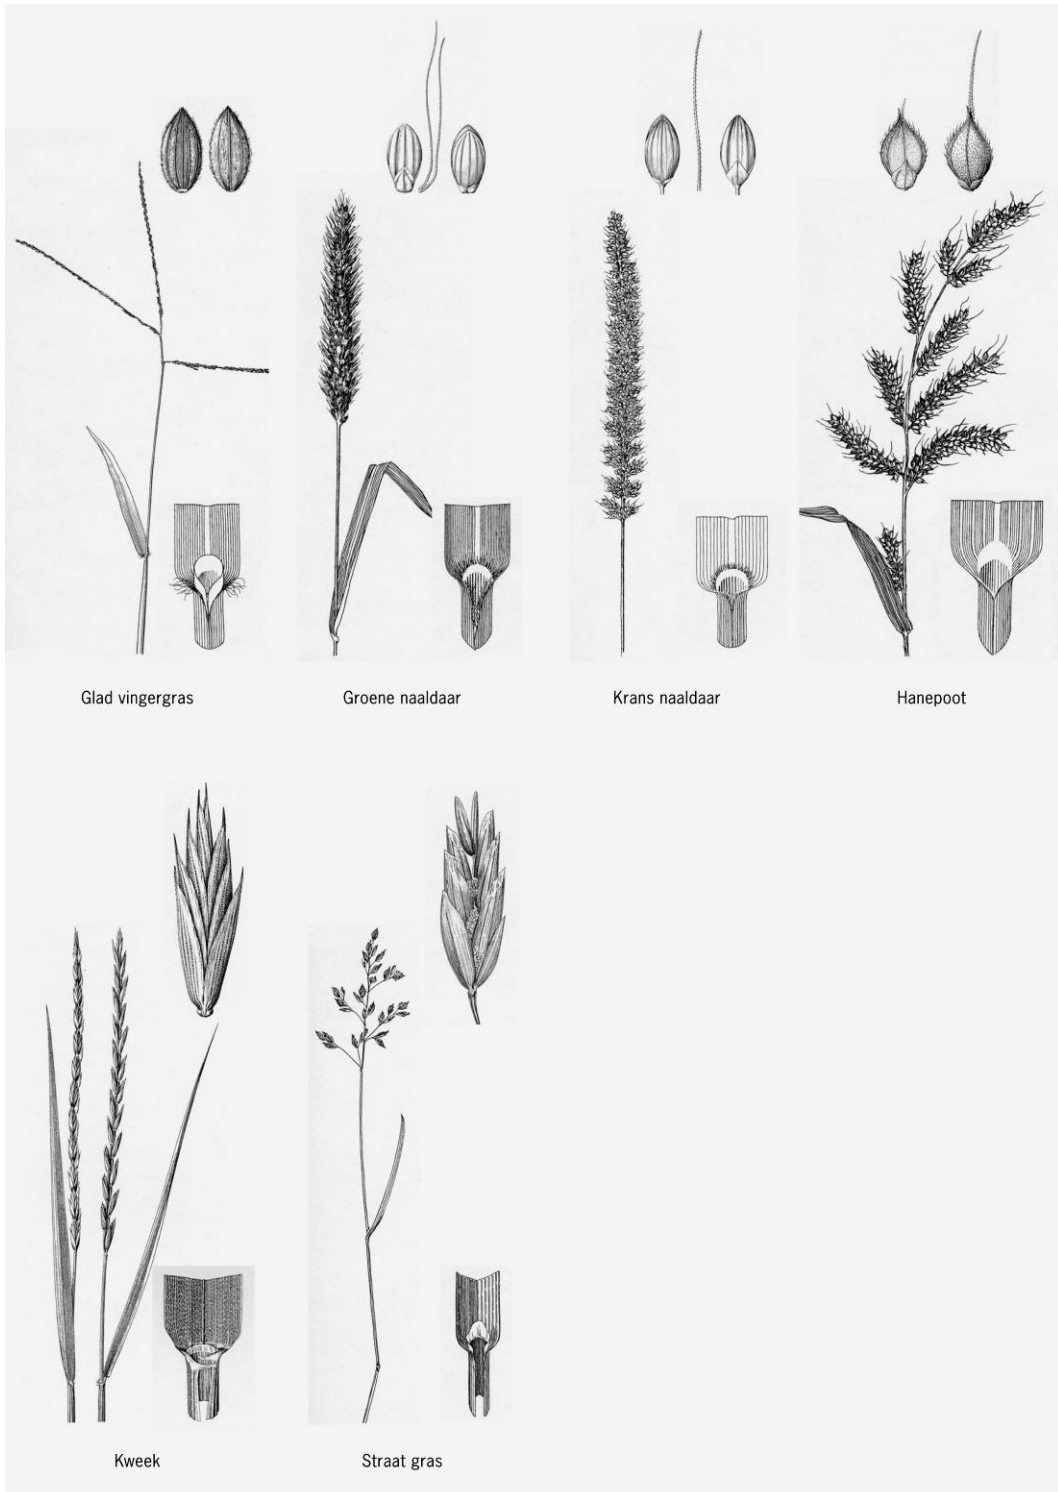 Glad vingergras
Groene naaldaar
Krans naaldaar
Hanepoot
Kweek
Straat gras